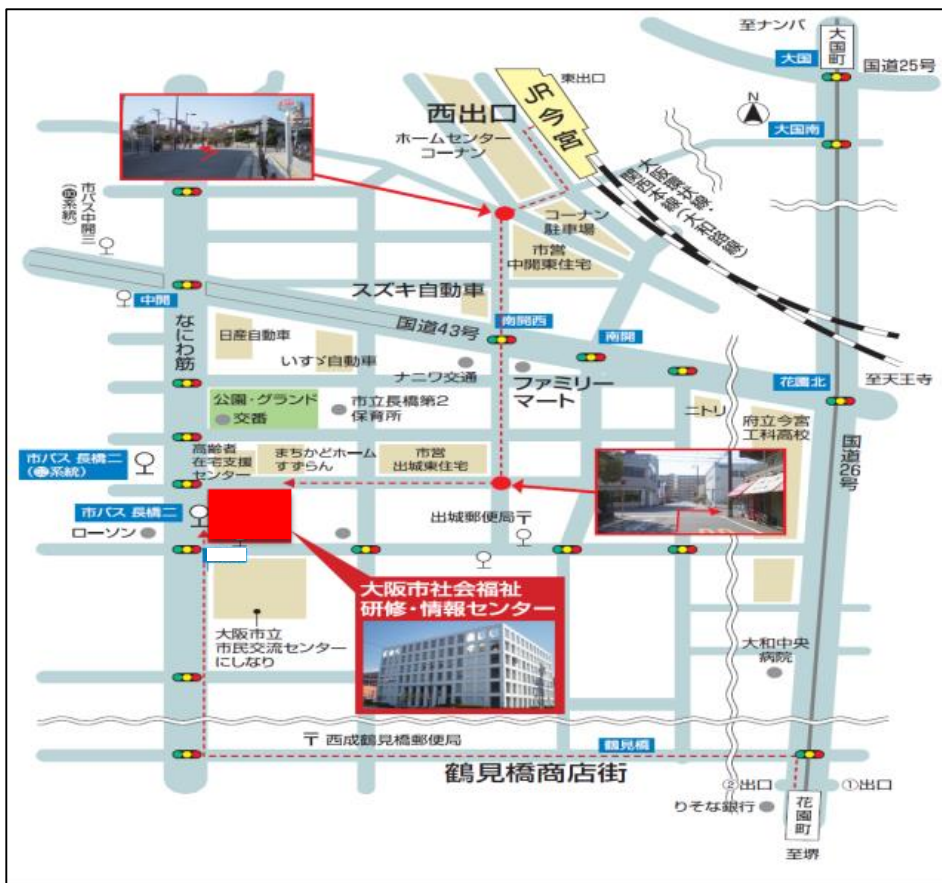 至ナンバ
大国町
大国
国道25号
東出口
JR今宮
西出口
ホームセンター
コーナン
N
大国南
大阪環状線・
関西本線(大和路線)
市バス中開三
コーナン
駐車場
市営
中開東住宅
スズキ自動車
中開
なにわ筋
国道43号
南開西
南開
日産自動車
いすゞ自動車
ナニワ交通
ファミリー
マート
花園北
至天王寺
公園・グランド
交番
市立長橋第2
保育所
ニトリ
府立今宮
工科高校
国道26号
市バス 長橋二
高齢者
在宅支援
センター
まちかどホーム
すずらん
市営
出城東住宅
市バス 長橋二
ローソン
出城郵便局〒
大阪市社会福祉
研修・情報センター
大阪市立
市民交流センター
にしなり
大和中央
病院
〒西成鶴見橋郵便局
鶴見橋
鶴見橋商店街
②出口
①出口
りそな銀行
花園町
至堺